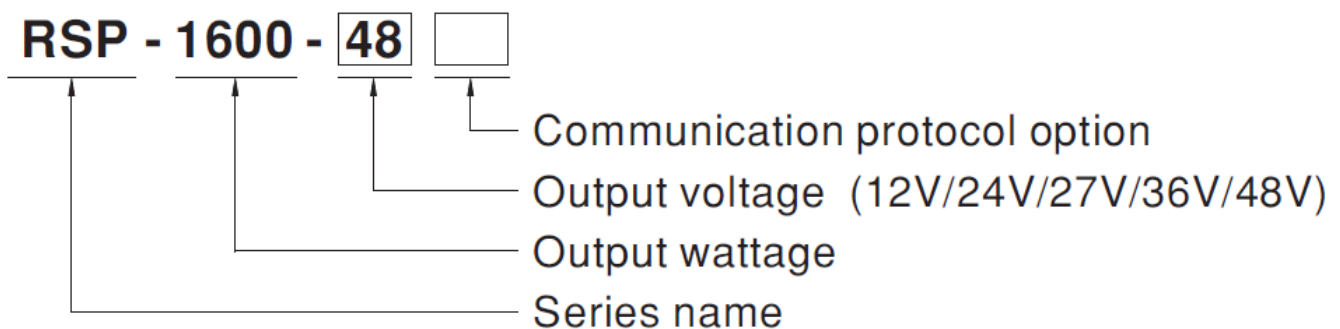 RSP - 1600 - 48
Communication protocol option
Output voltage (12V/24V/27V/36V/48V)
Output wattage
Series name